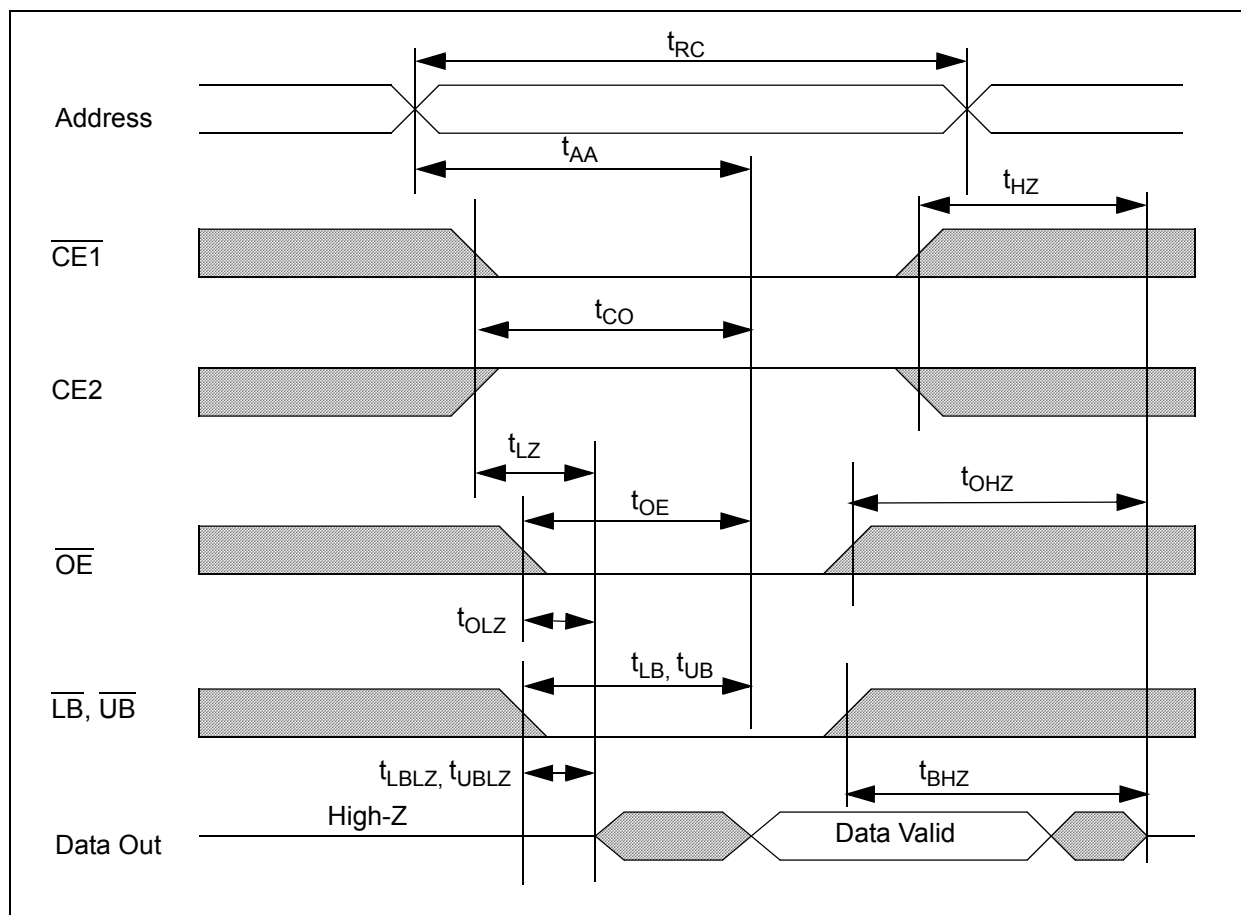 tRC
Address
tAA
tHZ
CE1
tCO
CE2
tLZ
tOHZ
tOE
OE
tOLZ
tLB, tUB
LB, UB
tLBLZ, tUBLZ
tBHZ
High-Z
Data Valid
Data Out